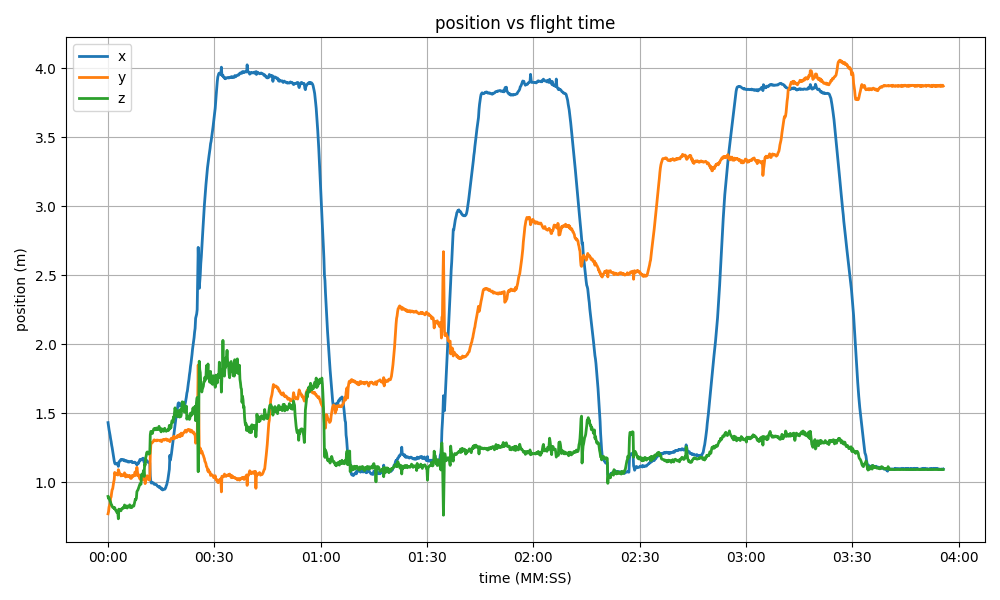 position vs flight time
x
y
z
position (m)
4.0
3.5
3.0
2.5
2.0
1.5
1.0
00:00 00:30 01:00 01:30 02:00 02:30 03:00 03:30 04:00
time (MM:SS)